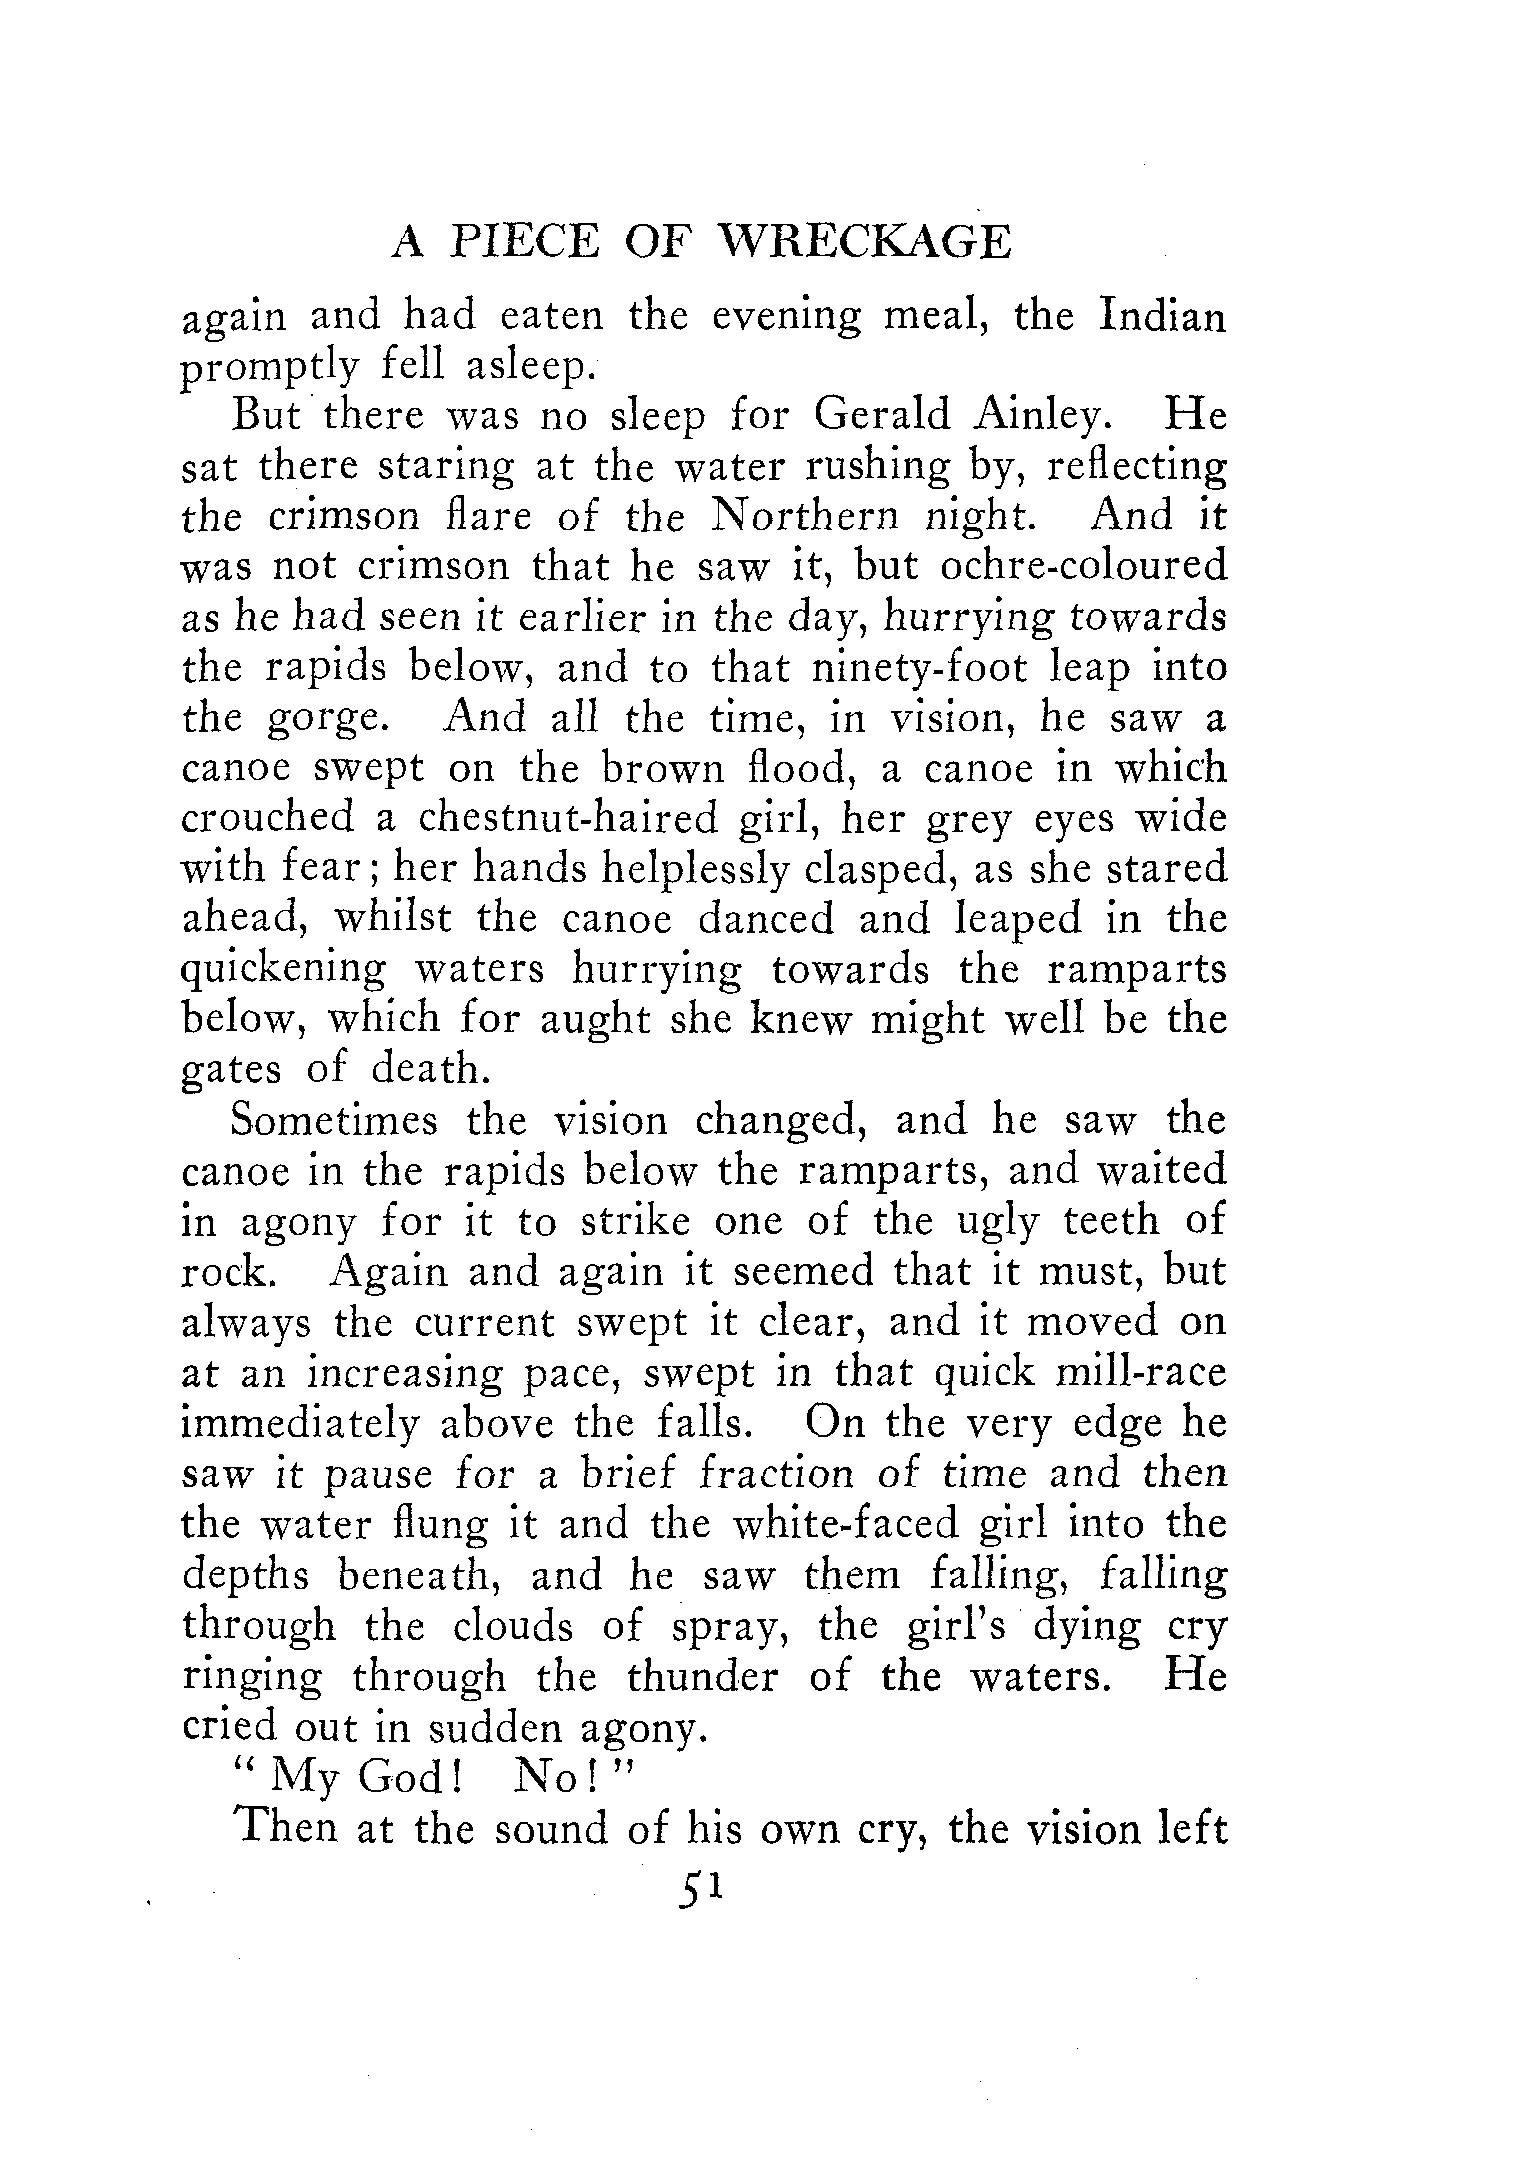 A PIECE OF WRECKAGE
again and had eaten the evening meal, the Indian
promptly fell asleep.
But there was no sleep for Gerald Ainley. He
sat there staring at the water rushing by, reflecting
the crimson flare of the Northern night. And it
was not crimson that he saw it, but ochre-coloured
as he had seen it earlier in the day, hurrying towards
the rapids below, and to that ninety-foot leap into
the gorge. And all the time, in vision, he saw a
canoe swept on the brown flood, a canoe in which
crouched a chestnut-haired girl, her grey eyes wide
with fear; her hands helplessly clasped, as she stared
ahead, whilst the canoe danced and leaped in the
quickening waters hurrying towards the ramparts
below, which for aught she knew might well be the
gates of death.
Sometimes the vision changed, and he saw the
canoe in the rapids below the ramparts, and waited
in agony for it to strike one of the ugly teeth of
rock. Again and again it seemed that it must, but
always the current swept it clear, and it moved on
at an increasing pace, swept in that quick mill-race
immediately above the falls. On the very edge he
saw it pause for a brief fraction of time and then
the water flung it and the white-faced girl into the
depths beneath, and he saw them falling, falling
through the clouds of spray, the girl's dying cry
ringing through the thunder of the waters. He
cried out in sudden agony.
“ My God! No! ”
Then at the sound of his own cry, the vision left
51